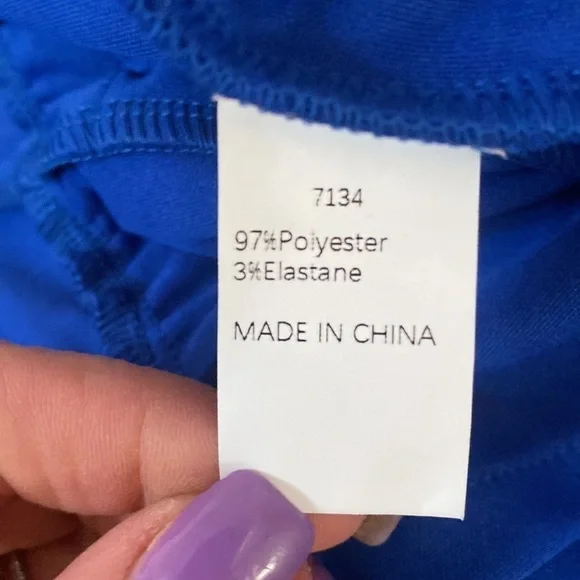 7134
97%Polyester
3%Elastane
MADE IN CHINA